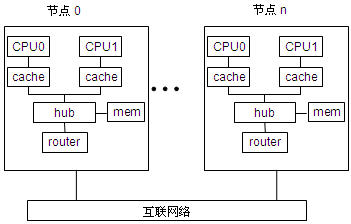 节点 0
节点 n
CPU0 CPU1
cache cache
hub mem
router
CPU0 CPU1
cache cache
hub mem
router
互联网络